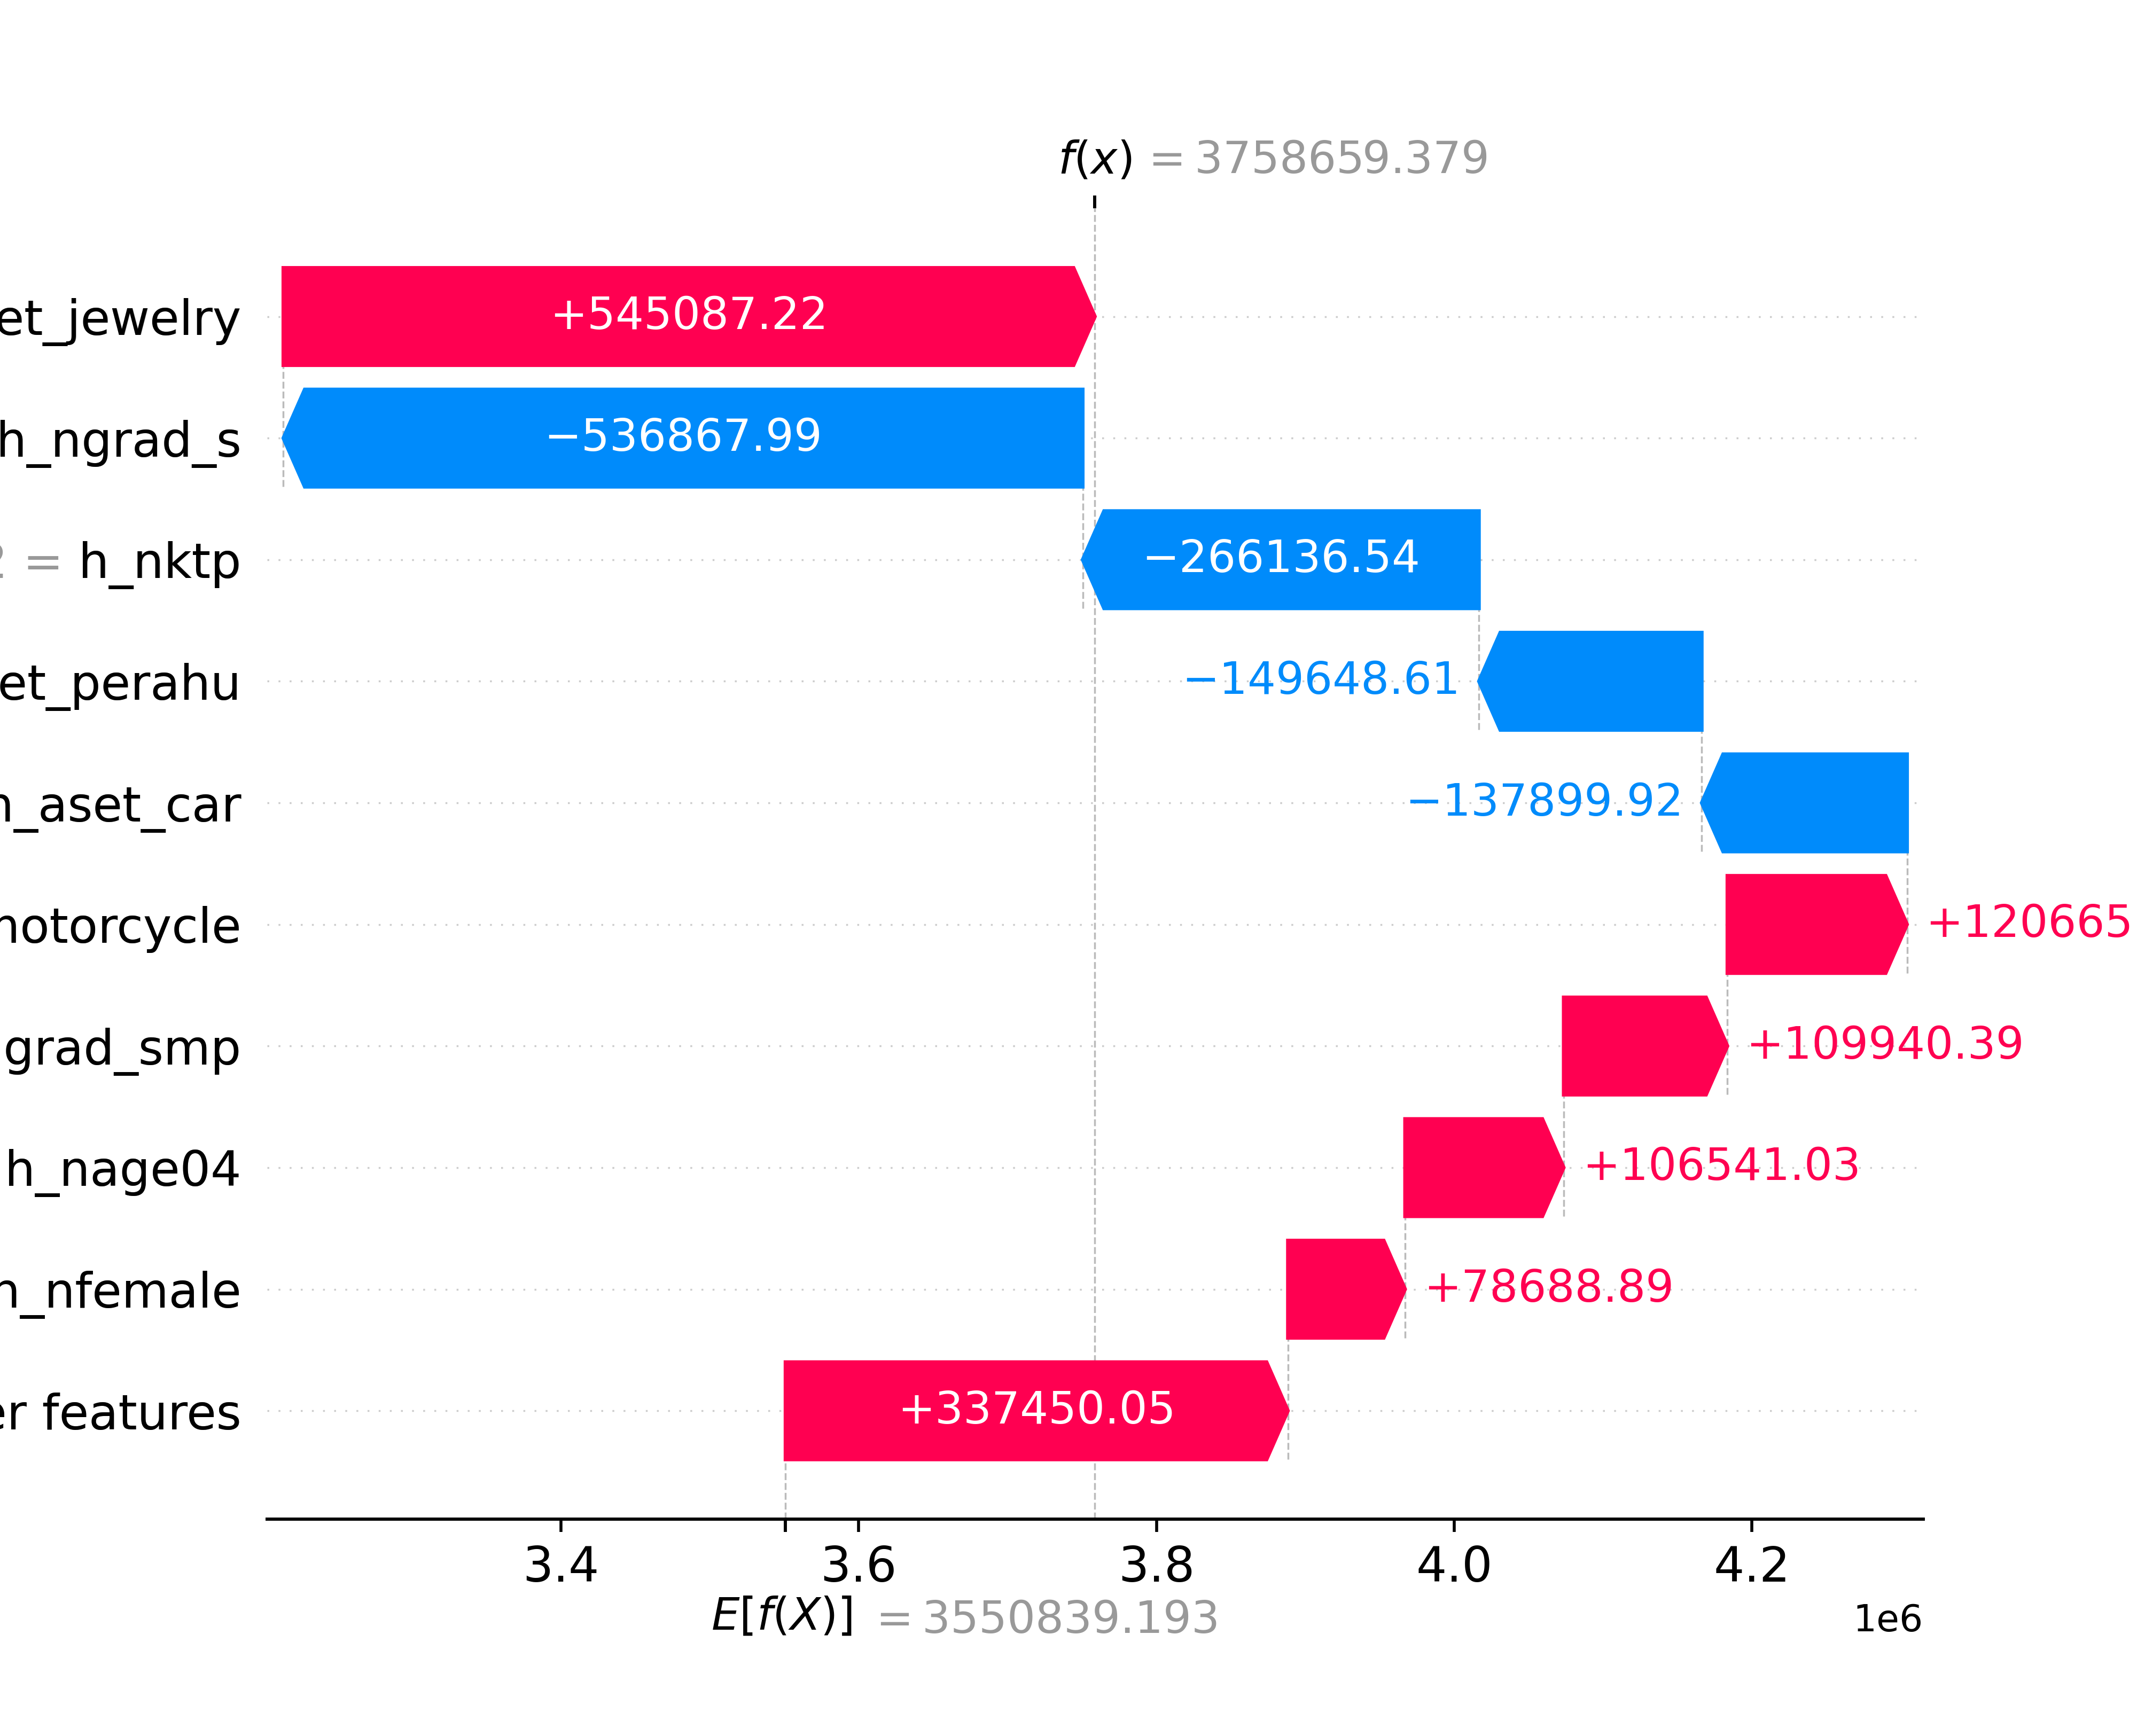 f(x) = 3758659.379
et_jewelry +545087.22
h_ngrad_s −536867.99
= h_nktp −266136.54
et_perahu −149648.61
_aset_car −137899.92
otorcycle +120665
grad_smp +109940.39
h_nage04 +106541.03
_nfemale +78688.89
er features +337450.05
3.4 3.6 3.8 4.0 4.2
E[f(X)] = 3550839.193
1e6